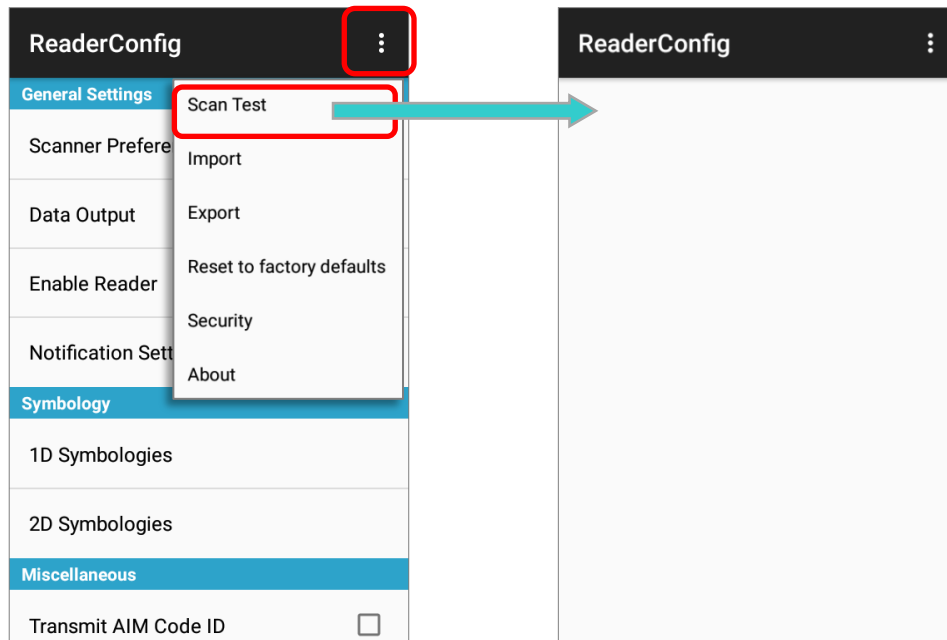 ReaderConfig
General Settings
Scan Test
Scanner Prefere
Import
Data Output
Export
Enable Reader
Reset to factory defaults
Security
Notification Sett
About
Symbology
1D Symbologies
2D Symbologies
Miscellaneous
Transmit AIM Code ID
ReaderConfig